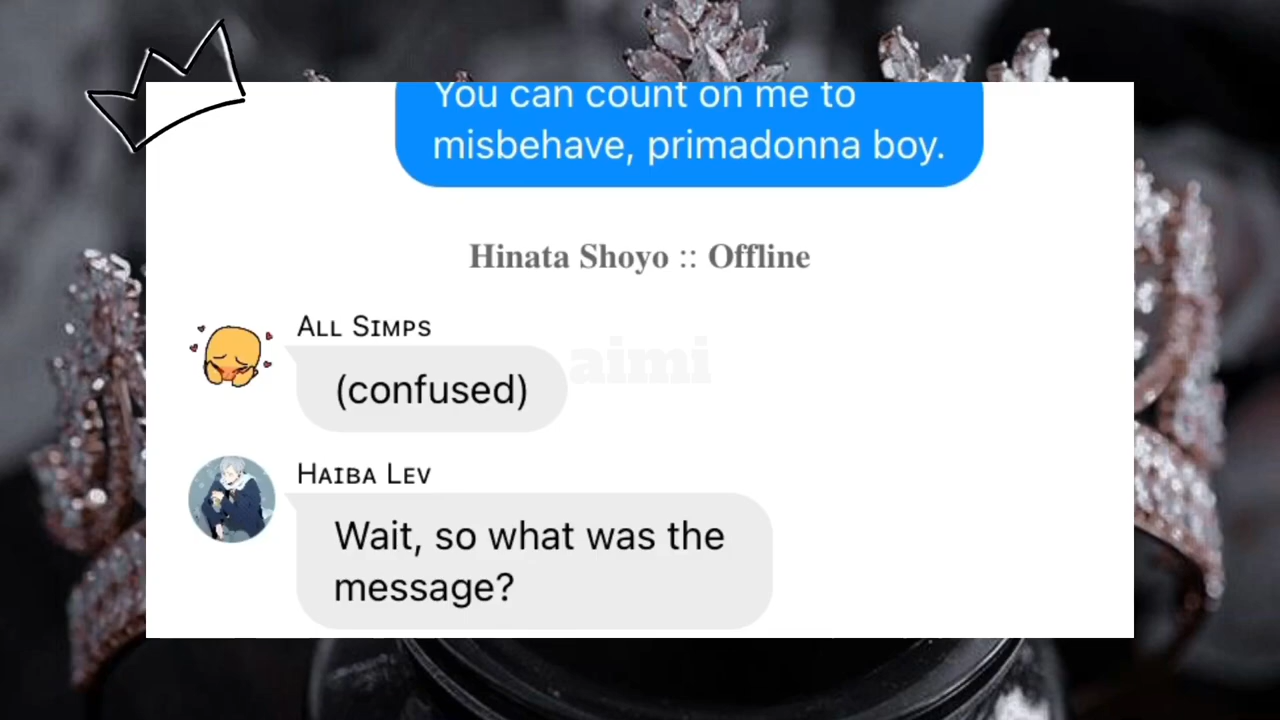 You can count on me to
misbehave, primadonna boy.
Hinata Shoyo :: Offline
All Simps
aimi
(confused)
Haiba Lev
Wait, so what was the
message?